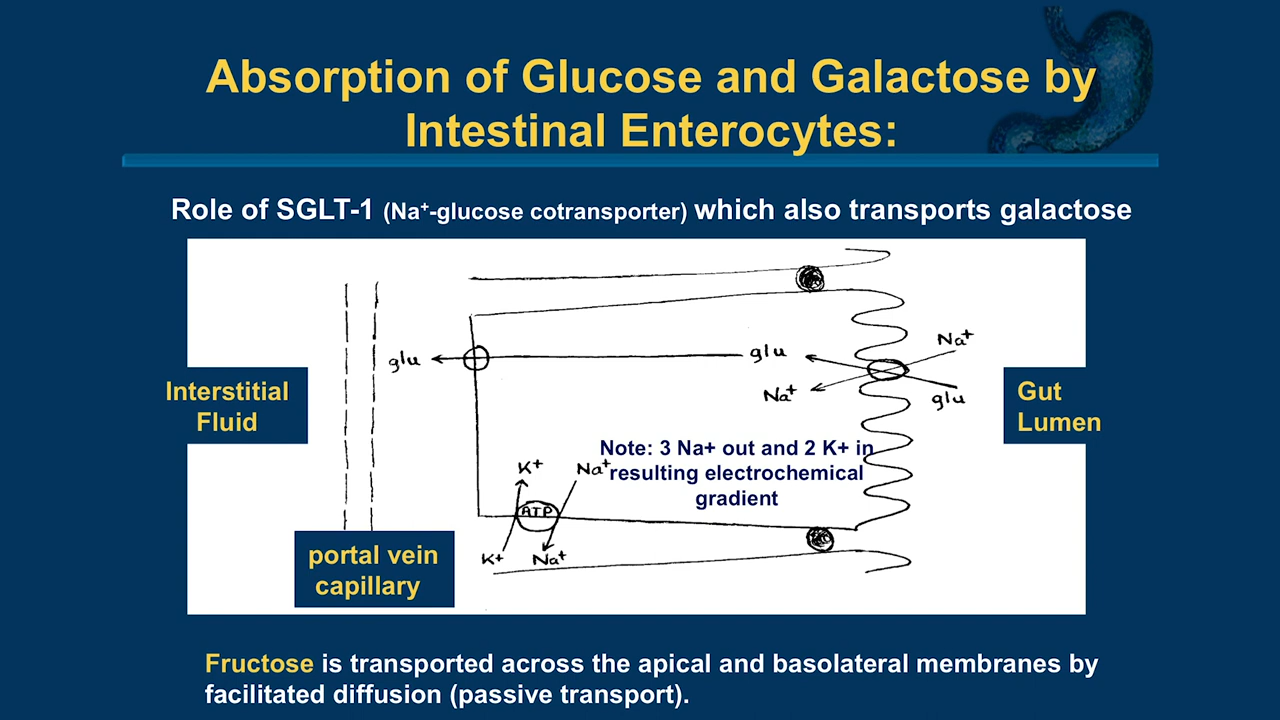 Absorption of Glucose and Galactose by
Intestinal Enterocytes:
Role of SGLT-1 (Na⁺-glucose cotransporter) which also transports galactose
Na⁺
glu
glu
Na⁺
glu
Interstitial
Fluid
Gut
Lumen
Note: 3 Na+ out and 2 K+ in
resulting electrochemical
gradient
K⁺
Na⁺
ATP
K⁺
Na⁺
portal vein
capillary
Fructose is transported across the apical and basolateral membranes by
facilitated diffusion (passive transport).